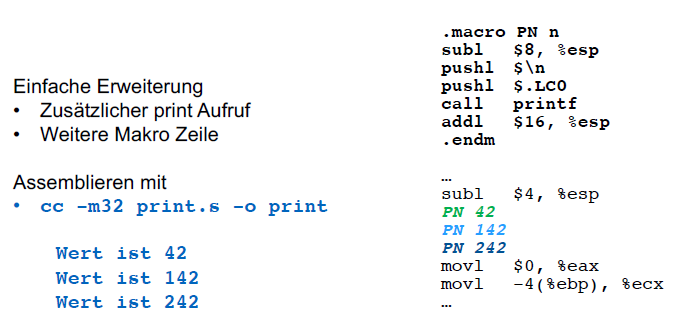 Einfache Erweiterung
• Zusätzlicher print Aufruf
• Weitere Makro Zeile
Assemblieren mit
• cc -m32 print.s -o print
Wert ist 42
Wert ist 142
Wert ist 242
.macro PN n
subl $8, %esp
pushl $\n
pushl $.LC0
call printf
addl $16, %esp
.endm
…
subl $4, %esp
PN 42
PN 142
PN 242
movl $0, %eax
movl -4(%ebp), %ecx
…